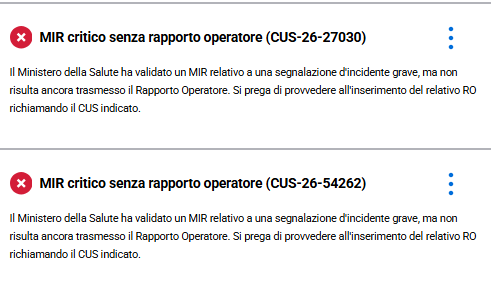 MIR critico senza rapporto operatore (CUS-26-27030)
Il Ministero della Salute ha validato un MIR relativo a una segnalazione d'incidente grave, ma non
risulta ancora trasmesso il Rapporto Operatore. Si prega di provvedere all'inserimento del relativo RO
richiamando il CUS indicato.
MIR critico senza rapporto operatore (CUS-26-54262)
Il Ministero della Salute ha validato un MIR relativo a una segnalazione d'incidente grave, ma non
risulta ancora trasmesso il Rapporto Operatore. Si prega di provvedere all'inserimento del relativo RO
richiamando il CUS indicato.